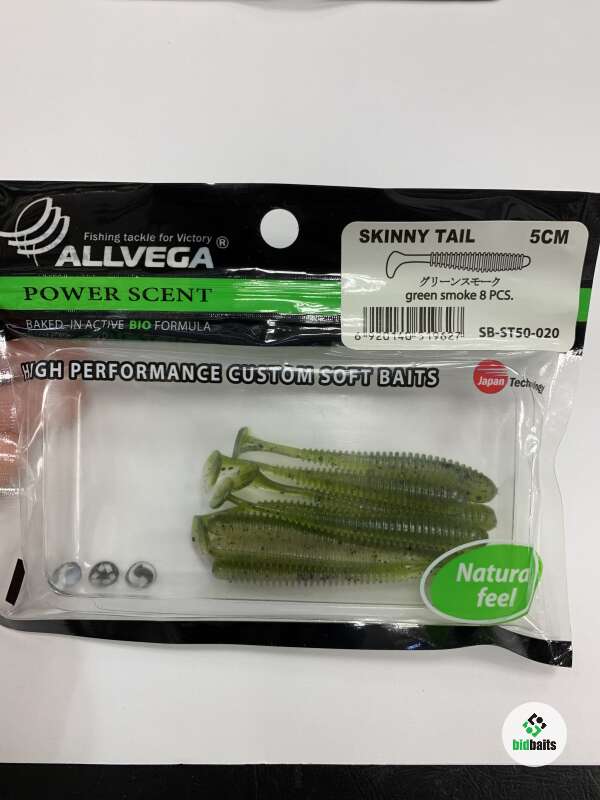 Fishing tackle for Victory
ALLVEGA®
POWER SCENT
BAKED-IN ACTIVE BIO FORMULA
SKINNY TAIL 5CM
グリーンスモーク
green smoke 8 PCS.
SB-ST50-020
HIGH PERFORMANCE CUSTOM SOFT BAITS
Japan Technology
Natural
feel
bidbaits